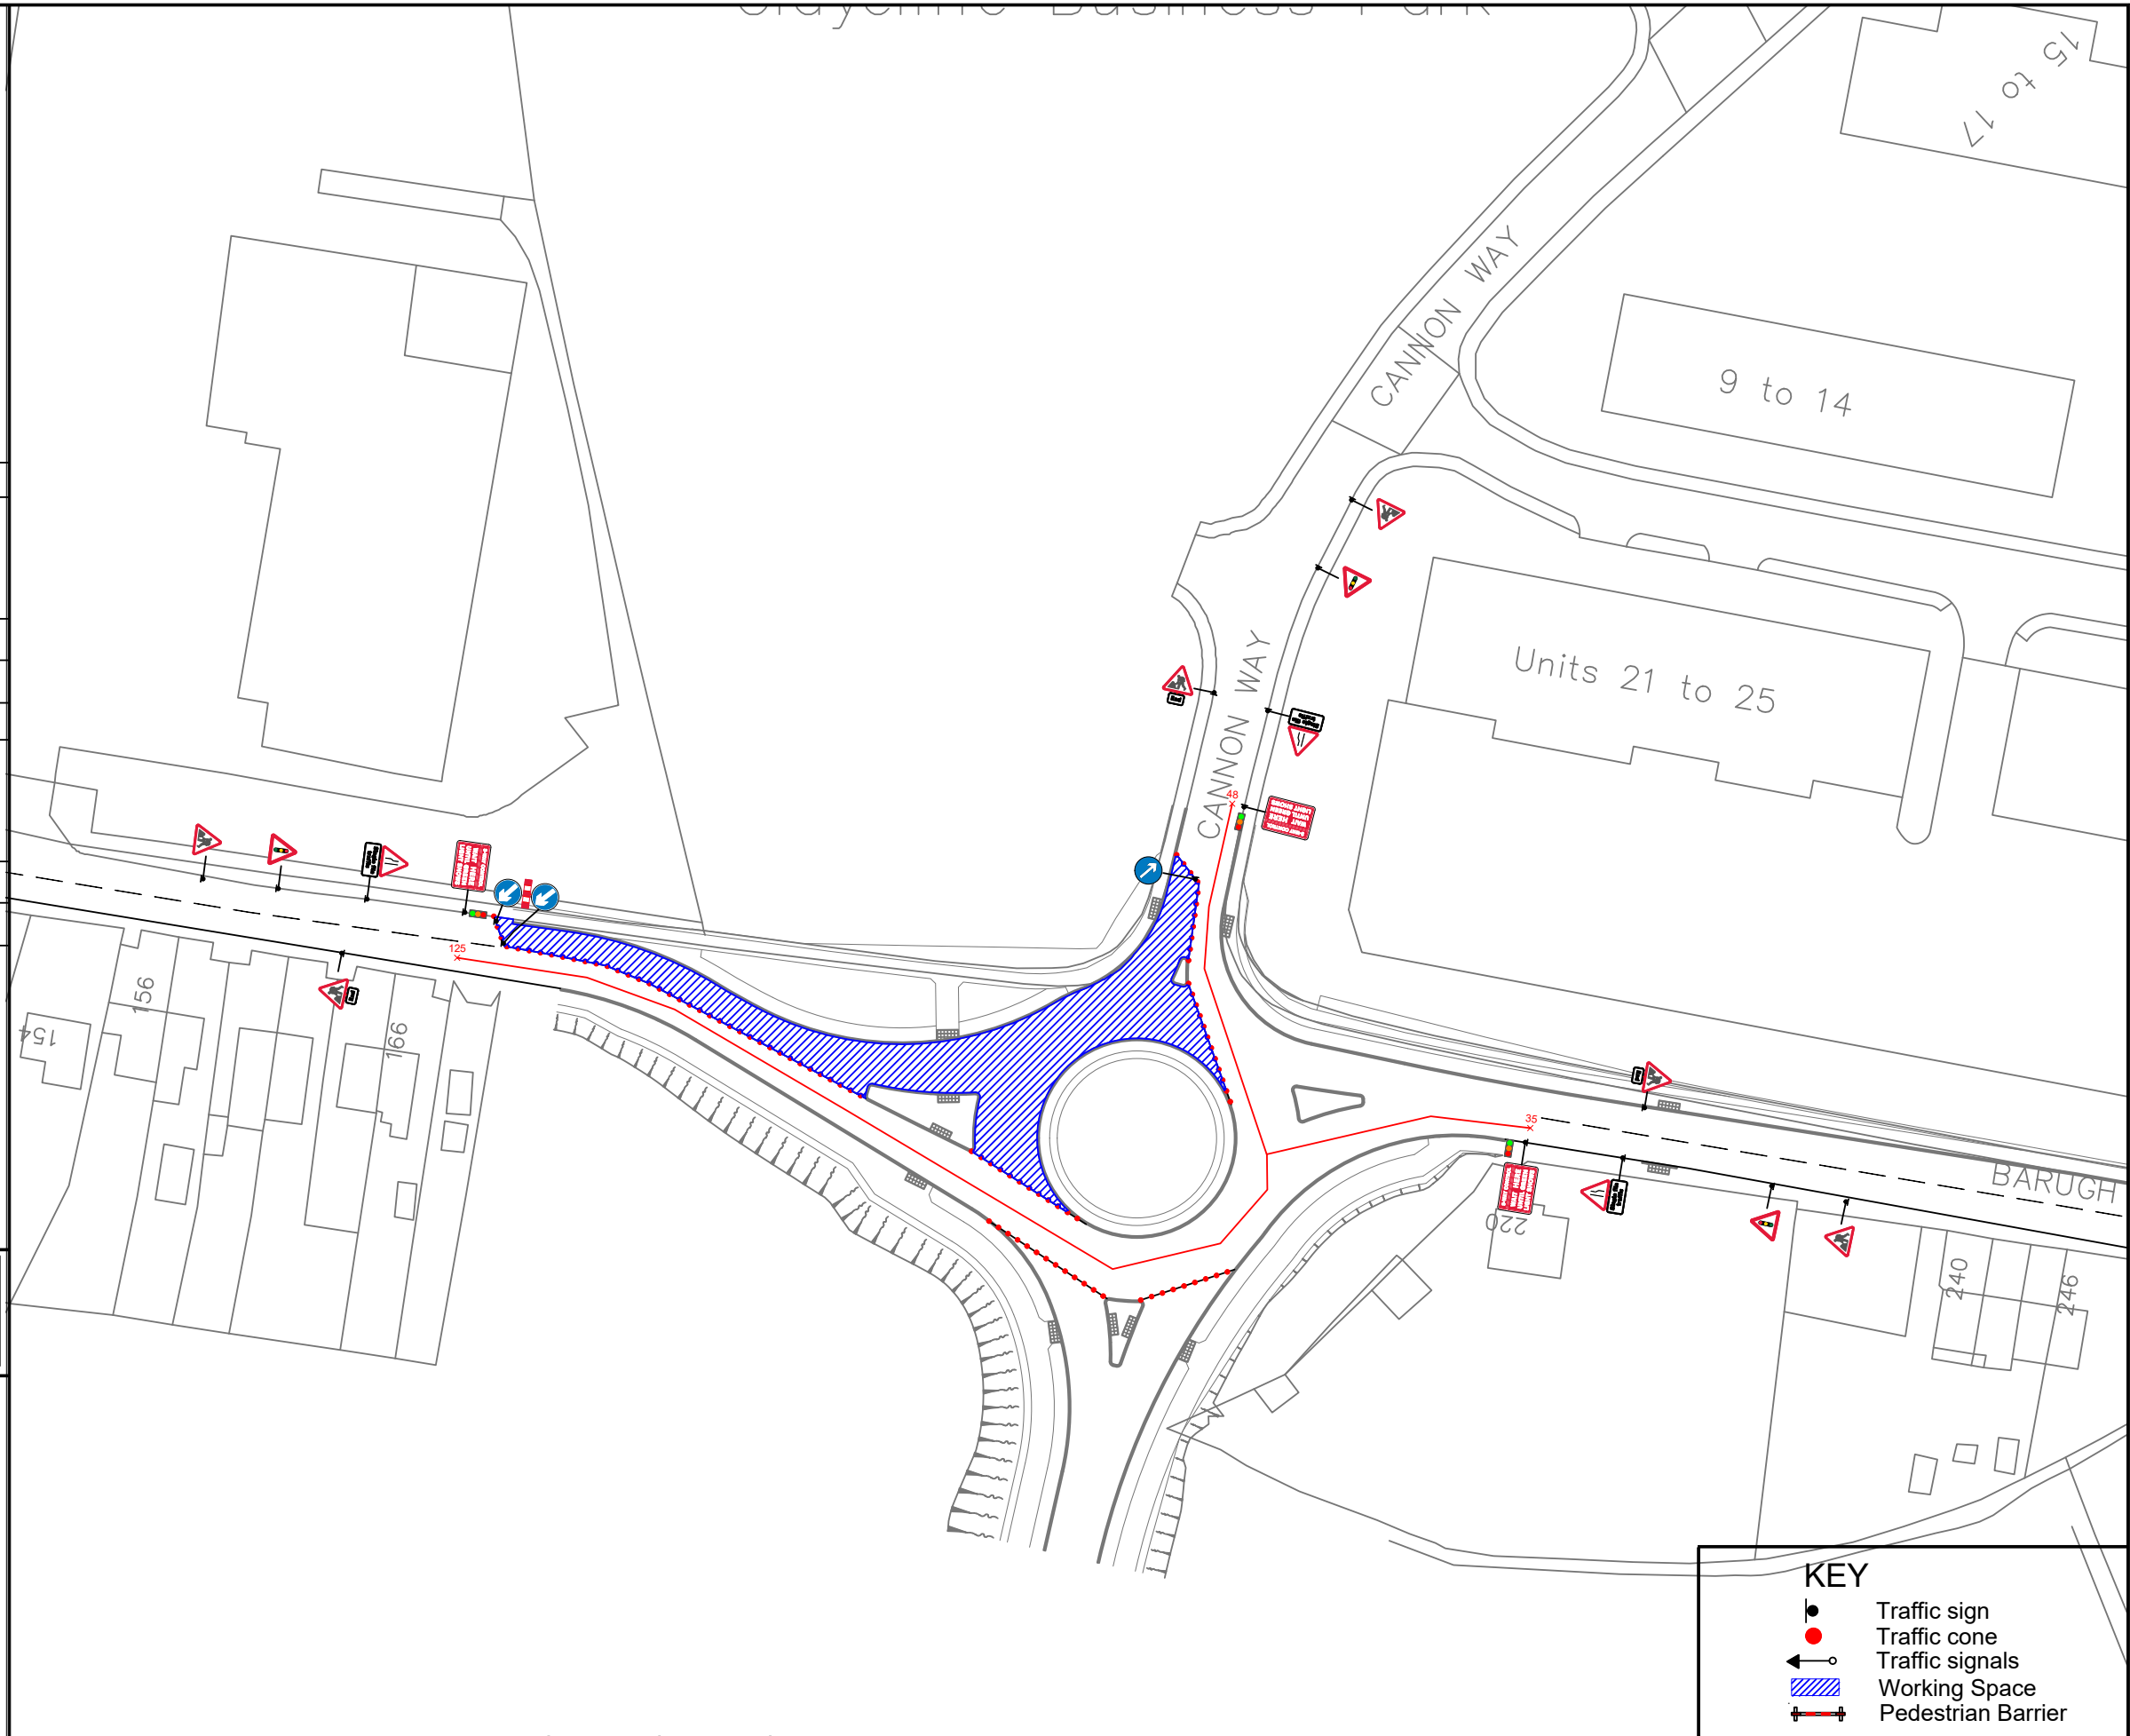 15 to 17
CANNON WAY
9 to 14
Units 21 to 25
CANNON WAY
48
125
156
154
166
35
BARUGH
220
240
246
KEY
Traffic sign
Traffic cone
Traffic signals
Working Space
Pedestrian Barrier